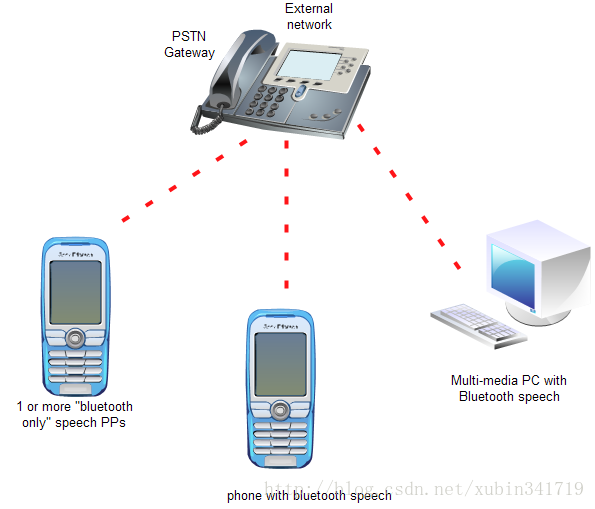 External
network
PSTN
Gateway
1 or more "bluetooth
only" speech PPs
Multi-media PC with
Bluetooth speech
http://blog.csdn.net/xubin341719
phone with bluetooth speech